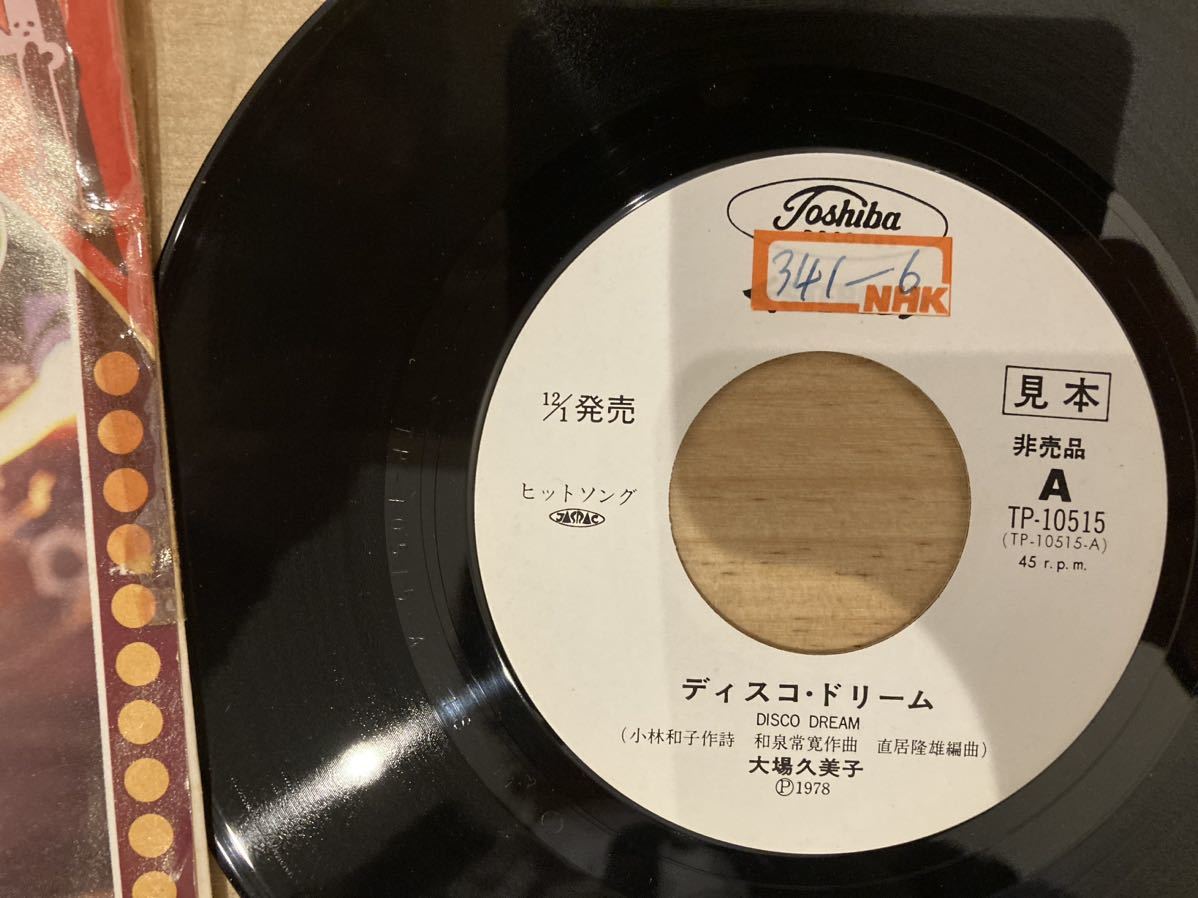 Toshiba
341-6
NHK
12/1発売
見本
非売品
A
ヒットソング
JASRAC
TP-10515
(TP-10515-A)
45 r.p.m.
ディスコ・ドリーム
DISCO DREAM
(小林和子作詩 和泉常寛作曲 直居隆雄編曲)
大場久美子
Ⓟ1978